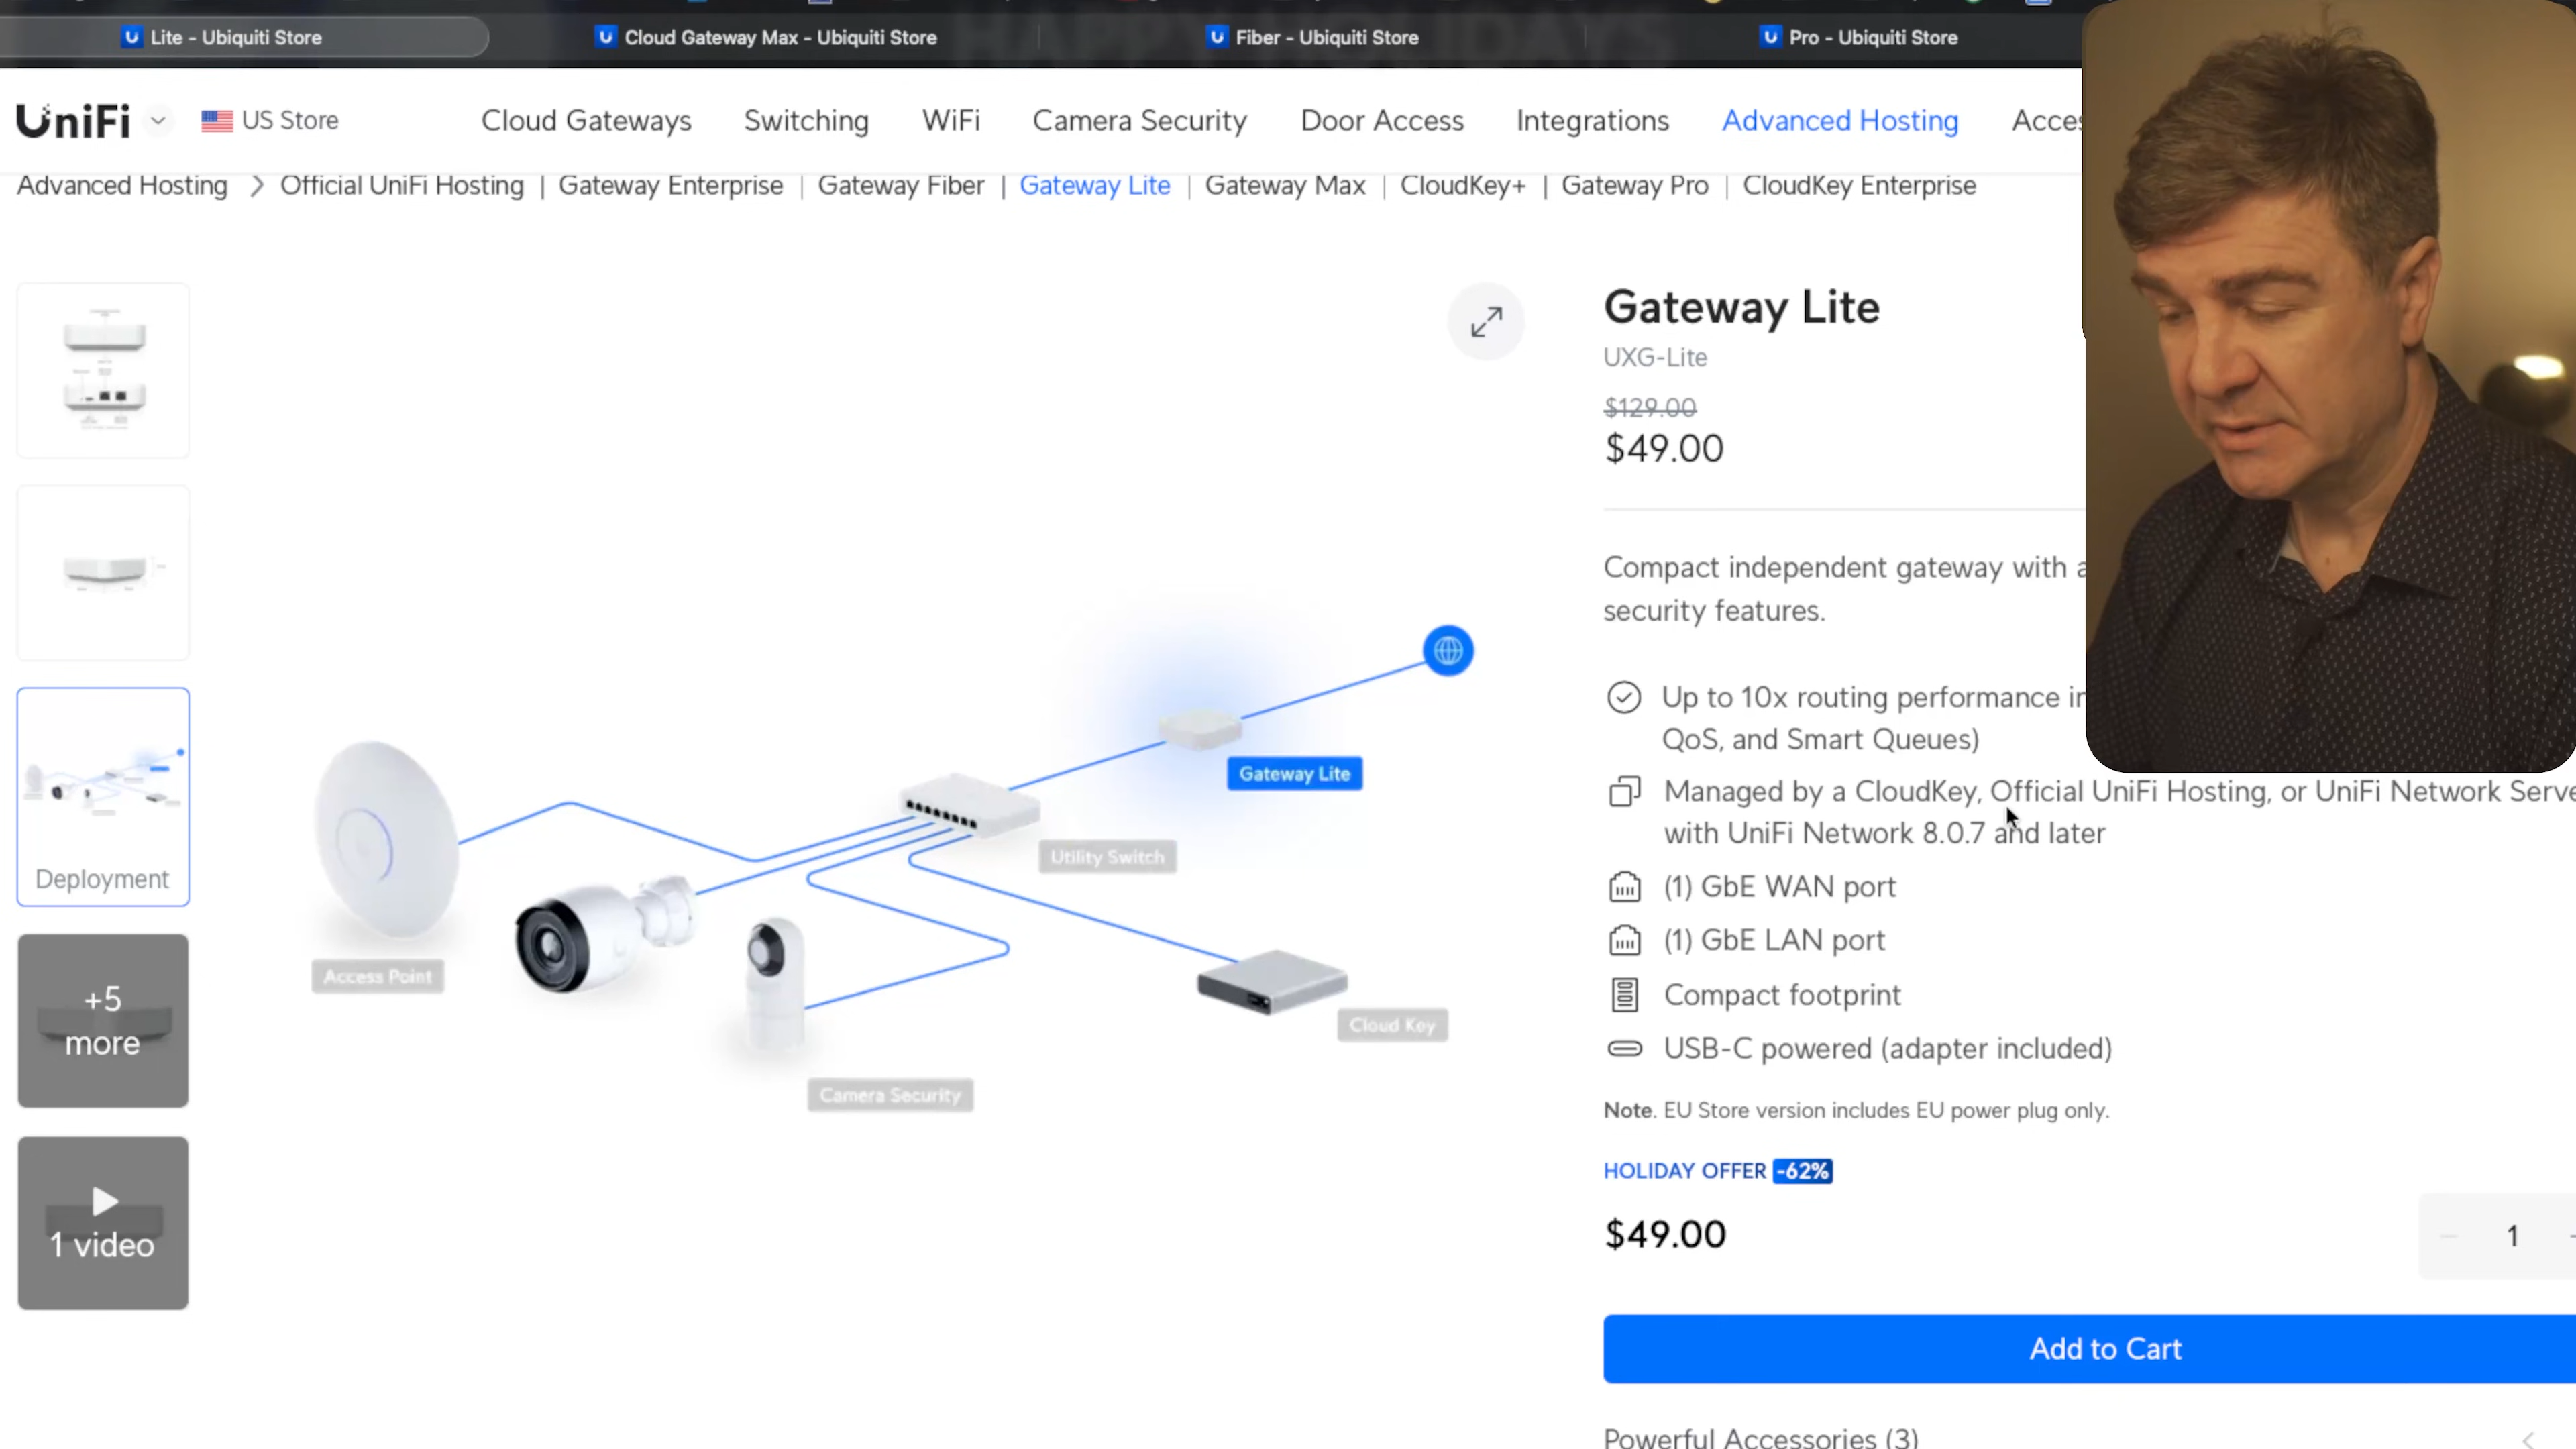 Lite - Ubiquiti Store
Cloud Gateway Max - Ubiquiti Store
Fiber - Ubiquiti Store
Pro - Ubiquiti Store
HAPPY HOLIDAYS
UniFi
US Store
Cloud Gateways
Switching
WiFi
Camera Security
Door Access
Integrations
Advanced Hosting
Acces
Advanced Hosting > Official UniFi Hosting | Gateway Enterprise | Gateway Fiber | Gateway Lite | Gateway Max | CloudKey+ | Gateway Pro | CloudKey Enterprise
Deployment
+5
more
1 video
Gateway Lite
Utility Switch
Access Point
Cloud Key
Camera Security
Gateway Lite
UXG-Lite
$129.00
$49.00
Compact independent gateway with a
security features.
Up to 10x routing performance in
QoS, and Smart Queues)
Managed by a CloudKey, Official UniFi Hosting, or UniFi Network Serve
with UniFi Network 8.0.7 and later
(1) GbE WAN port
(1) GbE LAN port
Compact footprint
USB-C powered (adapter included)
Note. EU Store version includes EU power plug only.
HOLIDAY OFFER -62%
$49.00
1
Add to Cart
Powerful Accessories (3)